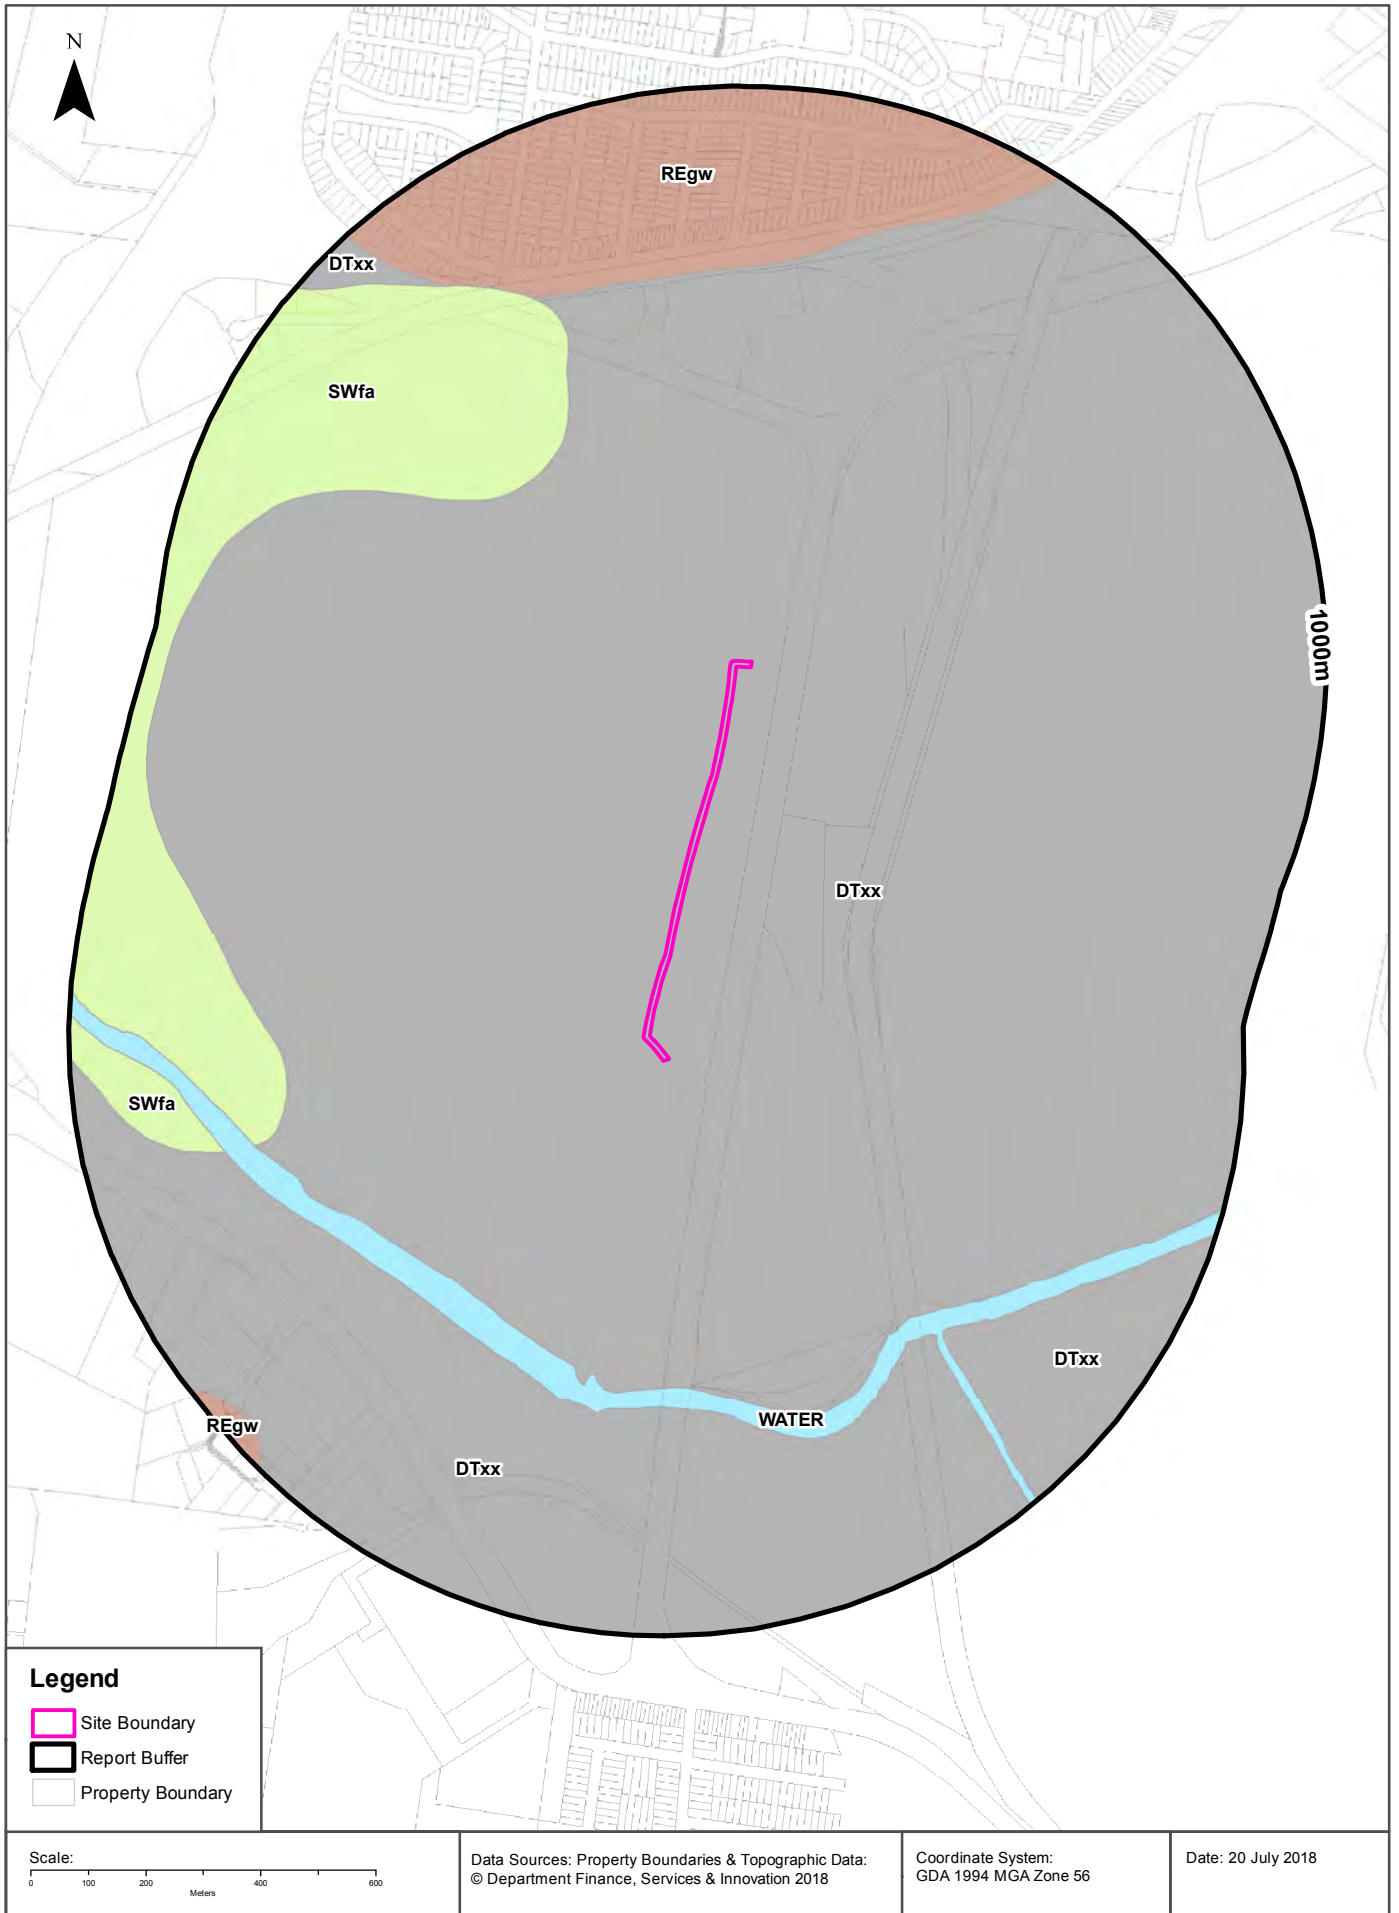 N
REgw
DTxx
SWfa
1000m
DTxx
SWfa
DTxx
WATER
REgw
DTxx
Legend
Site Boundary
Report Buffer
Property Boundary
Scale:
0 100 200 400 600
Meters
Data Sources: Property Boundaries & Topographic Data:
© Department Finance, Services & Innovation 2018
Coordinate System:
GDA 1994 MGA Zone 56
Date: 20 July 2018